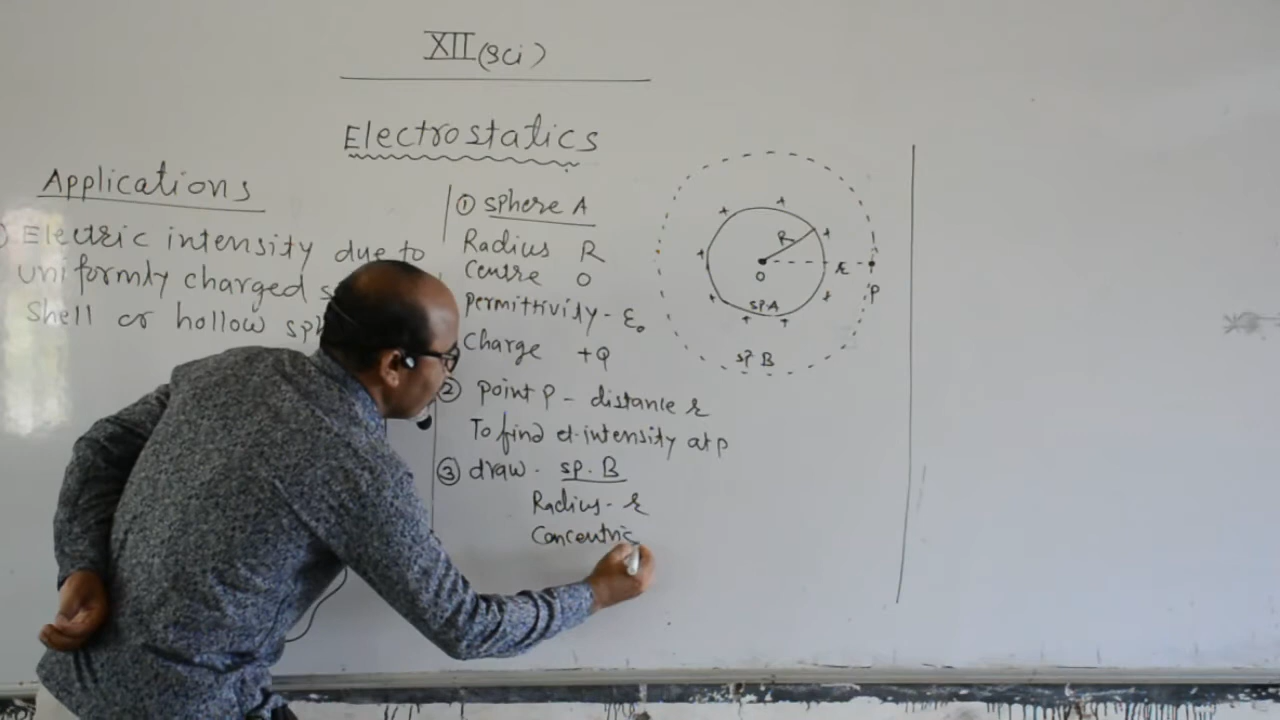 XII (sci)
Electrostatics
Applications
Electric intensity due to
uniformly charged
Shell or hollow
① Sphere A
Radius R
Centre O
Permittivity - ε₀
Charge +Q
② Point P - distance r
To find el. intensity at P
③ draw - sp. B
Radius - r
Concentric
R
O
r
P
SP.A
SP B